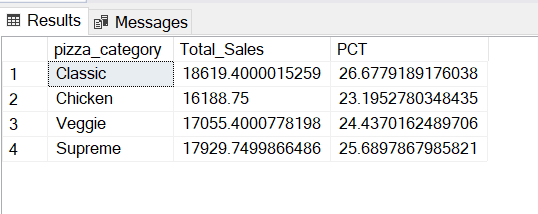 Results Messages
pizza_category Total_Sales PCT
1 Classic 18619.4000015259 26.6779189176038
2 Chicken 16188.75 23.1952780348435
3 Veggie 17055.4000778198 24.4370162489706
4 Supreme 17929.7499866486 25.6897867985821